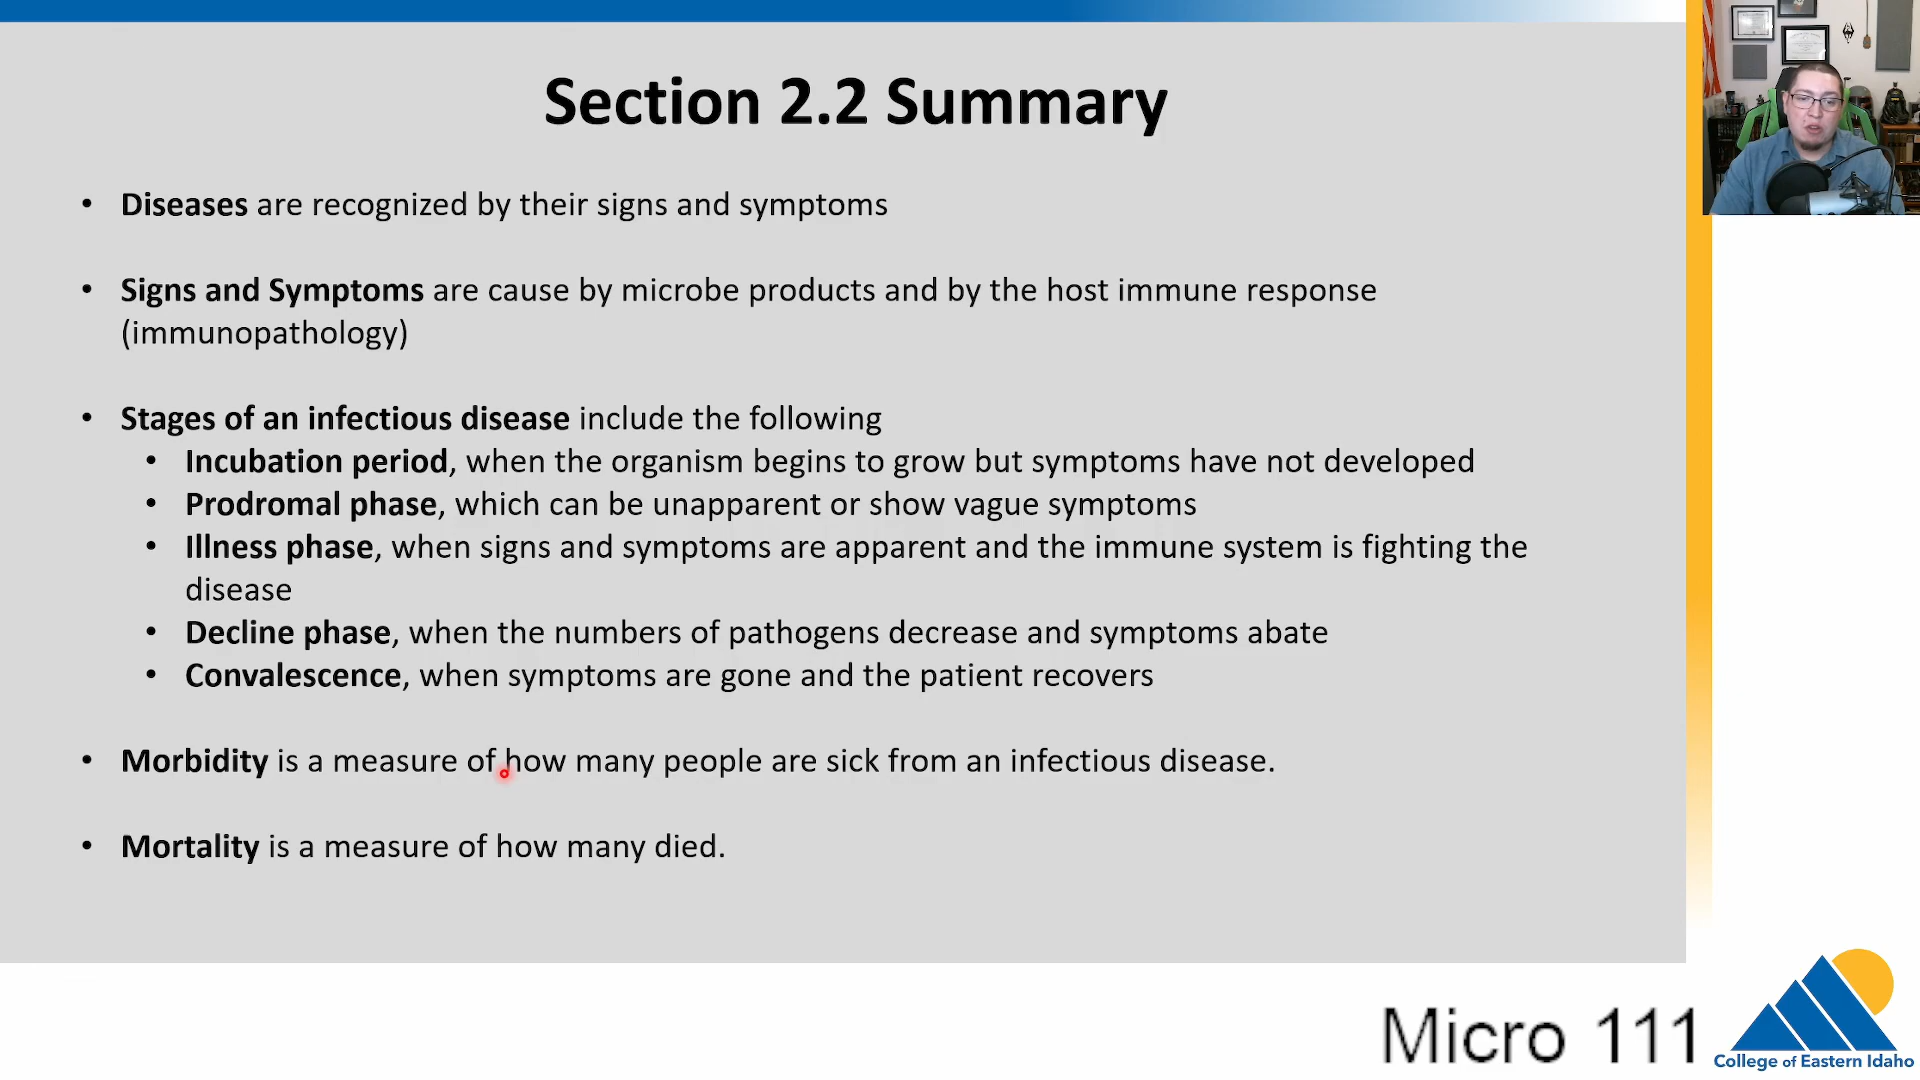 Section 2.2 Summary
• Diseases are recognized by their signs and symptoms
• Signs and Symptoms are cause by microbe products and by the host immune response
(immunopathology)
• Stages of an infectious disease include the following
• Incubation period, when the organism begins to grow but symptoms have not developed
• Prodromal phase, which can be unapparent or show vague symptoms
• Illness phase, when signs and symptoms are apparent and the immune system is fighting the
disease
• Decline phase, when the numbers of pathogens decrease and symptoms abate
• Convalescence, when symptoms are gone and the patient recovers
• Morbidity is a measure of how many people are sick from an infectious disease.
• Mortality is a measure of how many died.
Micro 111
College of Eastern Idaho